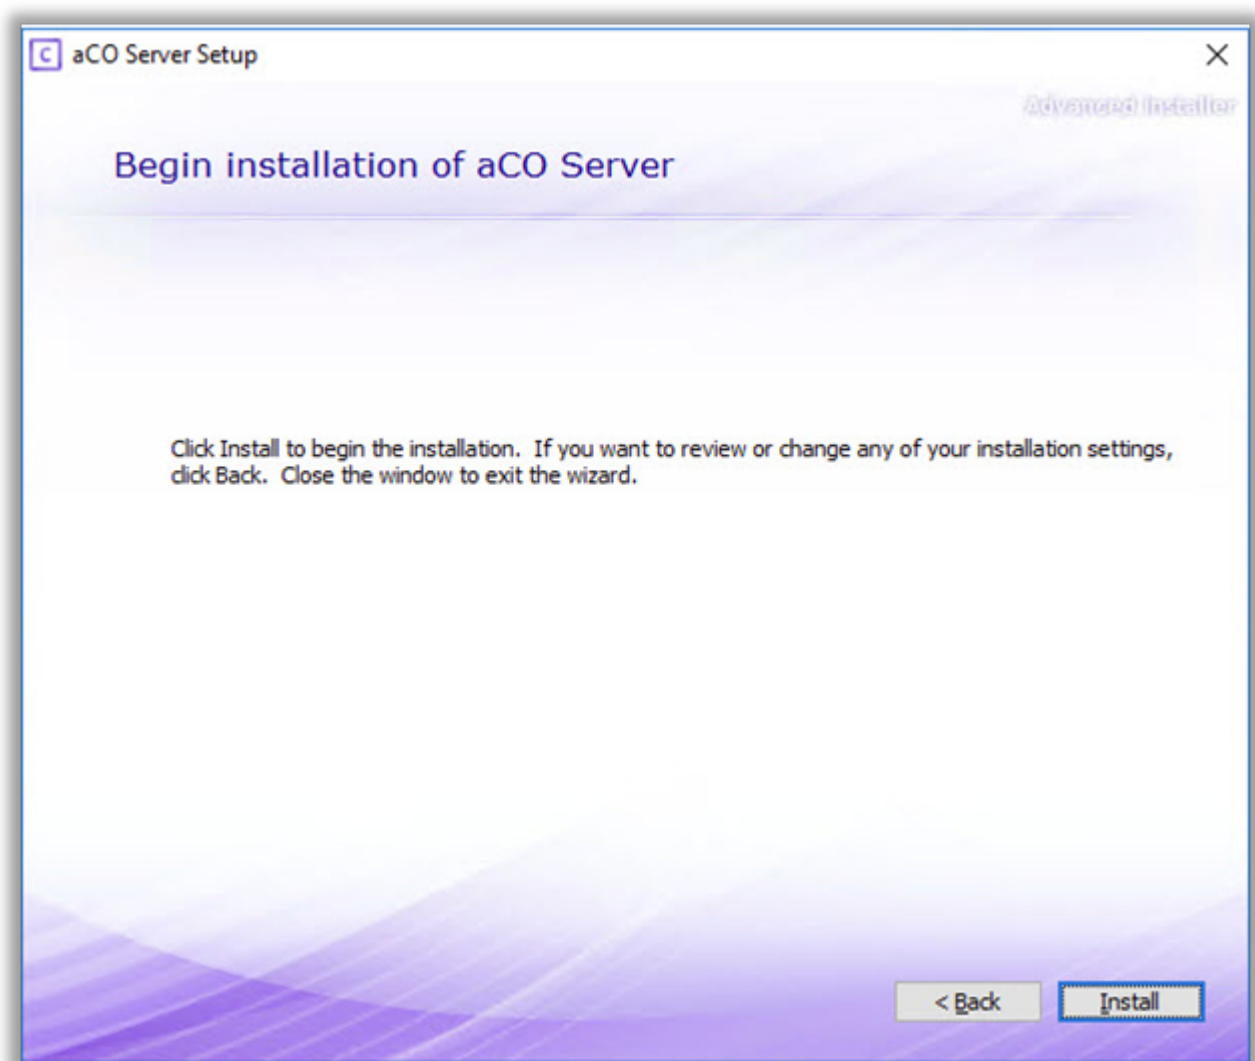 C aCO Server Setup
Advanced Installer
Begin installation of aCO Server
Click Install to begin the installation.  If you want to review or change any of your installation settings,
click Back.  Close the window to exit the wizard.
< Back
Install